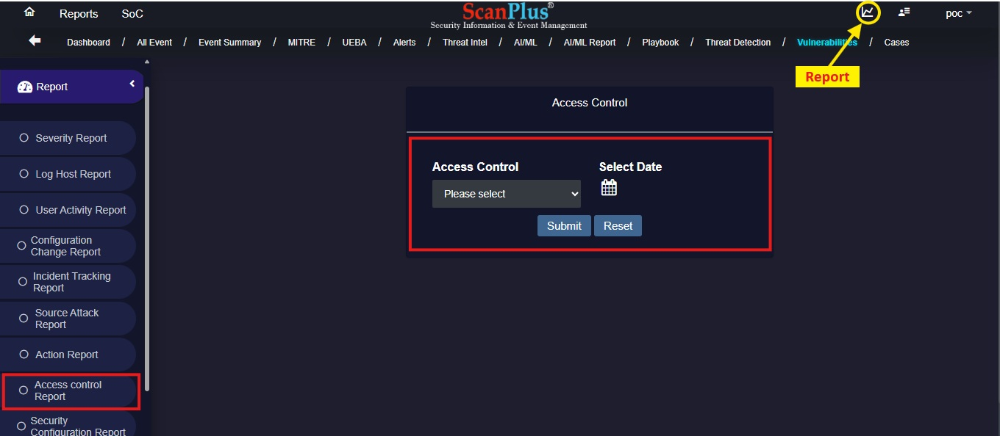 Reports SoC
ScanPlus®
Security Information & Event Management
poc
Dashboard / All Event / Event Summary / MITRE / UEBA / Alerts / Threat Intel / AI/ML / AI/ML Report / Playbook / Threat Detection / Vulnerabilities / Cases
Report
Report
Severity Report
Log Host Report
User Activity Report
Configuration
Change Report
Incident Tracking
Report
Source Attack
Report
Action Report
Access control
Report
Security
Configuration Report
Access Control
Access Control
Select Date
Please select
Submit
Reset